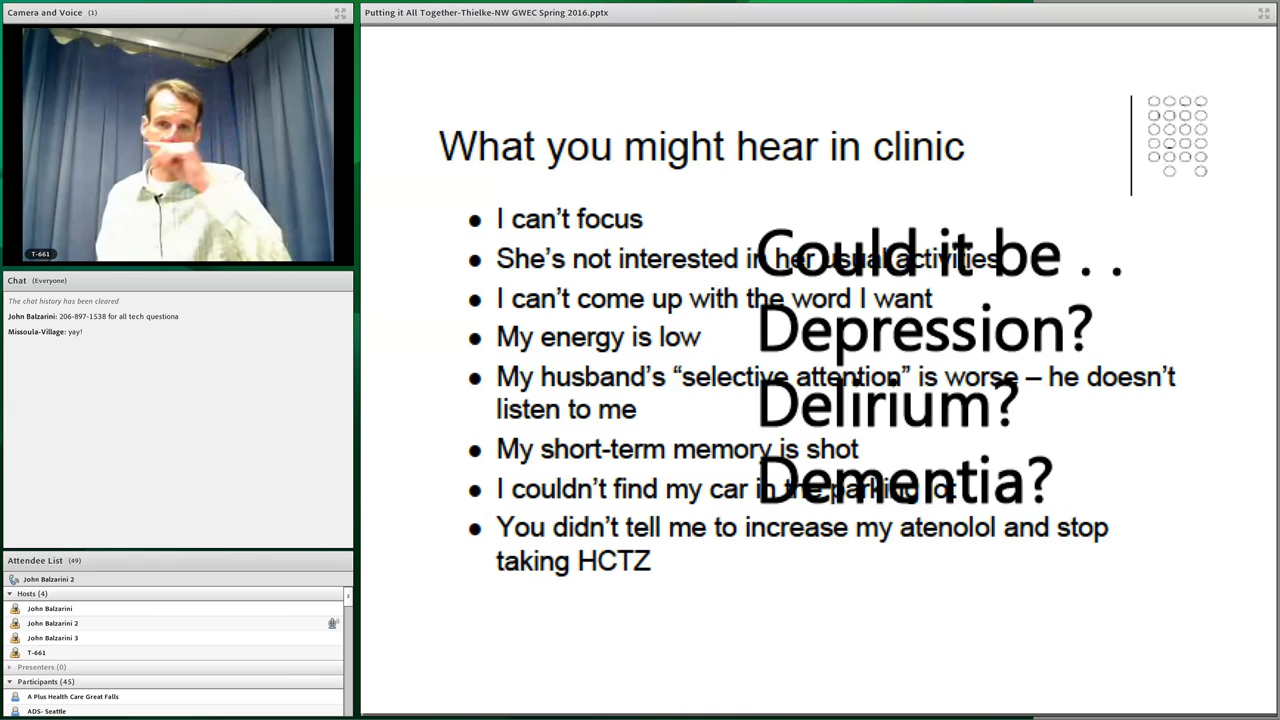 Camera and Voice (1)
T-661
Chat (Everyone)
The chat history has been cleared
John Balzarini: 206-897-1538 for all tech questiona
Missoula-Village: yay!
Attendee List (49)
John Balzarini 2
Hosts (4)
John Balzarini
John Balzarini 2
John Balzarini 3
T-661
Presenters (0)
Participants (45)
A Plus Health Care Great Falls
ADS- Seattle
Putting it All Together-Thielke-NW GWEC Spring 2016.pptx
What you might hear in clinic
● I can't focus
● She's not interested in her usual activities
● I can't come up with the word I want
● My energy is low
● My husband's “selective attention” is worse – he doesn't
listen to me
● My short-term memory is shot
● I couldn't find my car in the parking lot
● You didn't tell me to increase my atenolol and stop
taking HCTZ
Could it be . .
Depression?
Delirium?
Dementia?